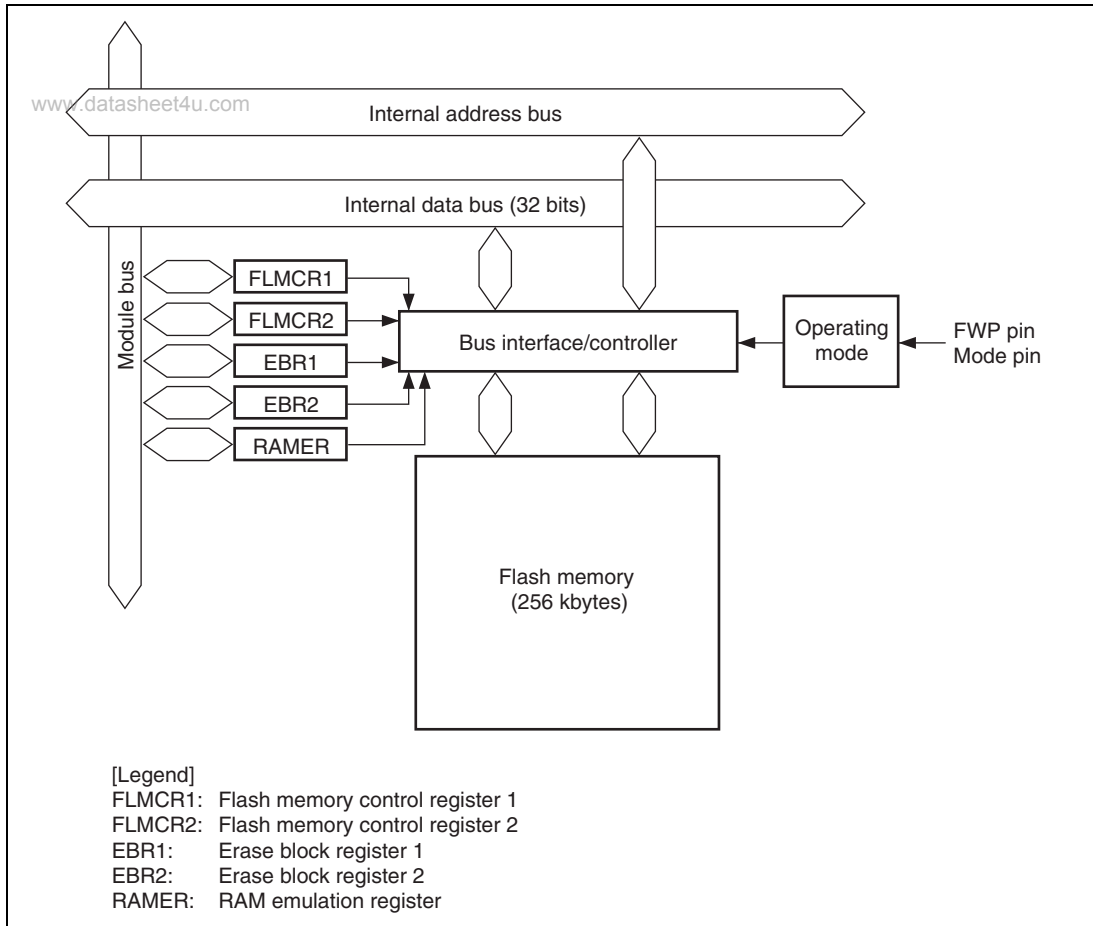 www.datasheet4u.com
Internal address bus
Internal data bus (32 bits)
Module bus
FLMCR1
FLMCR2
EBR1
EBR2
RAMER
Bus interface/controller
Operating
mode
FWP pin
Mode pin
Flash memory
(256 kbytes)
[Legend]
FLMCR1: Flash memory control register 1
FLMCR2: Flash memory control register 2
EBR1: Erase block register 1
EBR2: Erase block register 2
RAMER: RAM emulation register